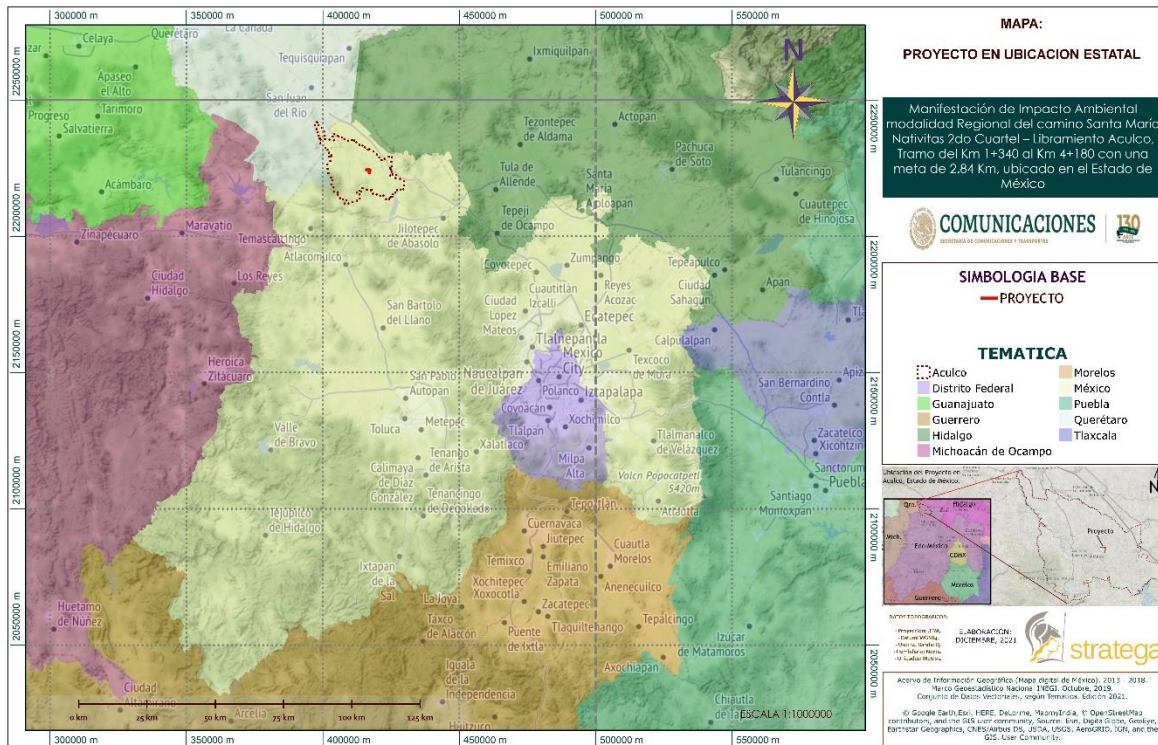 300000 m
350000 m
400000 m
450000 m
500000 m
550000 m
2250000 m
2200000 m
2150000 m
2100000 m
2050000 m
Celaya
Querétaro
La Cañada
Tequisquiapan
Ixmiquilpan
Apaseo
el Alto
Progreso
Tarimoro
Salvatierra
San Juan
del Río
Tezontepec
de Aldama
Actopan
Pachuca
de Soto
Tulancingo
Acámbaro
Tula de
Allende
Santa
María
Ajoloapan
Cuautepec
de Hinojosa
Zinapécuaro
Maravatío
Temascalcingo
Jilotepec
de Abasolo
Tepeji
de Ocampo
Atlacomulco
Coyotepec
Zumpango
Tepeapulco
Ciudad
Hidalgo
Los Reyes
San Bartolo
del Llano
Cuautitlán
Ciudad
Izcalli
López
Mateos
Reyes
Acozac
Ecatepec
Ciudad
Sahagún
Apan
Tlalnepantla
Mexico
City
Calpulalpan
Texcoco
de Mora
Heroica
Zitácuaro
San Pablo
Autopan
Naucalpan
de Juárez
Polanco
Iztapalapa
Coyoacán
San Bernardino
Contla
Apiz
Valle
de Bravo
Toluca
Metepec
Tlalpan
Xochimilco
Xalatlaco
Milpa
Alta
Tlalmanalco
de Velázquez
Zacatelco
Xicohtzin
Calimaya
de Díaz
González
Tenango
de Arista
Tenancingo
de Degollado
Volcn Popocatpetl
5420m
Atlautla
Sanctorum
Puebla
Santiago
Momoxpan
Tejupilco
de Hidalgo
Tepoztlán
Cuernavaca
Jiutepec
Temixco
Emiliano
Zapata
Cuautla
Morelos
Xochitepec
Xoxocotla
Anenecuilco
Ixtapan
de la
Sal
La Joya
Taxco
de Alarcón
Zacatepec
Tlaquiltenango
Tepalcingo
Puente
de Ixtla
Axochiapan
Izúcar
de Matamoros
Huetamo
de Núñez
Ciudad
Altamirano
Arcelia
Iguala
de la
Independencia
Huitzuco
Chiautla
de la
0 km
25 km
50 km
75 km
100 km
125 km
ESCALA 1:1000000
N
MAPA:
PROYECTO EN UBICACION ESTATAL
Manifestación de Impacto Ambiental
modalidad Regional del camino Santa María
Nativitas 2do Cuartel – Libramiento Aculco,
Tramo del Km 1+340 al Km 4+180 con una
meta de 2.84 Km, ubicado en el Estado de
México
COMUNICACIONES
SECRETARÍA DE COMUNICACIONES Y TRANSPORTES
130
SIMBOLOGIA BASE
PROYECTO
TEMATICA
Aculco
Distrito Federal
Guanajuato
Guerrero
Hidalgo
Michoacán de Ocampo
Morelos
México
Puebla
Querétaro
Tlaxcala
Ubicación del Proyecto en
Aculco, Estado de México.
N
Qro.
Hidalgo
Mich.
Edo México
CDMX
Morelos
Guerrero
Proyecto
DATOS TOPOGRAFICOS:
ELABORACION:
DICIEMBRE, 2021
stratega
Acervo de Información Geográfica (Mapa digital de México). 2013 - 2018.
Marco Geoestadístico Nacional INEGI. Octubre, 2019.
Conjunto de Datos Vectoriales, según Temática. Edición 2021.
© Google Earth,Esri, HERE, DeLorme, MapmyIndia, © OpenStreetMap
contributors, and the GIS user community, Source: Esri, Digita Globe, GeoEye,
Earthstar Geographics, CNES/Airbus DS, USDA, USGS, AeroGRID, IGN, and the
GIS. User Community.